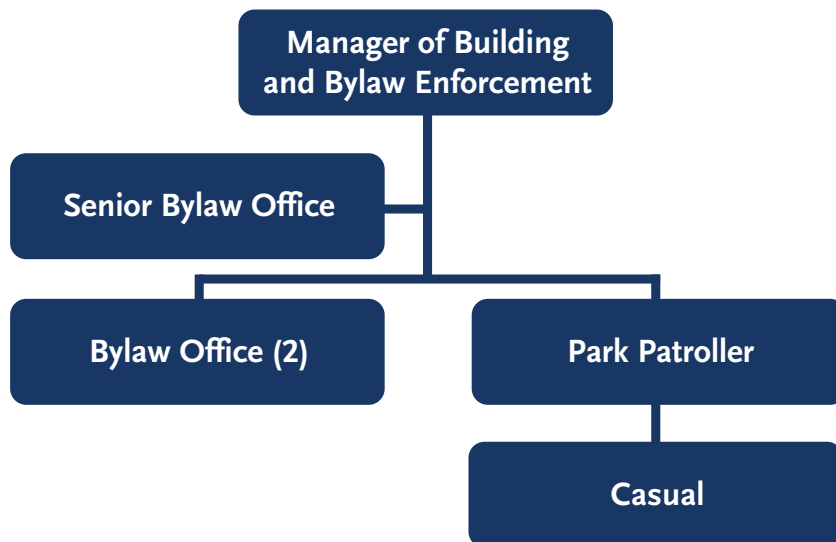 Manager of Building
and Bylaw Enforcement
Senior Bylaw Office
Bylaw Office (2)
Park Patroller
Casual